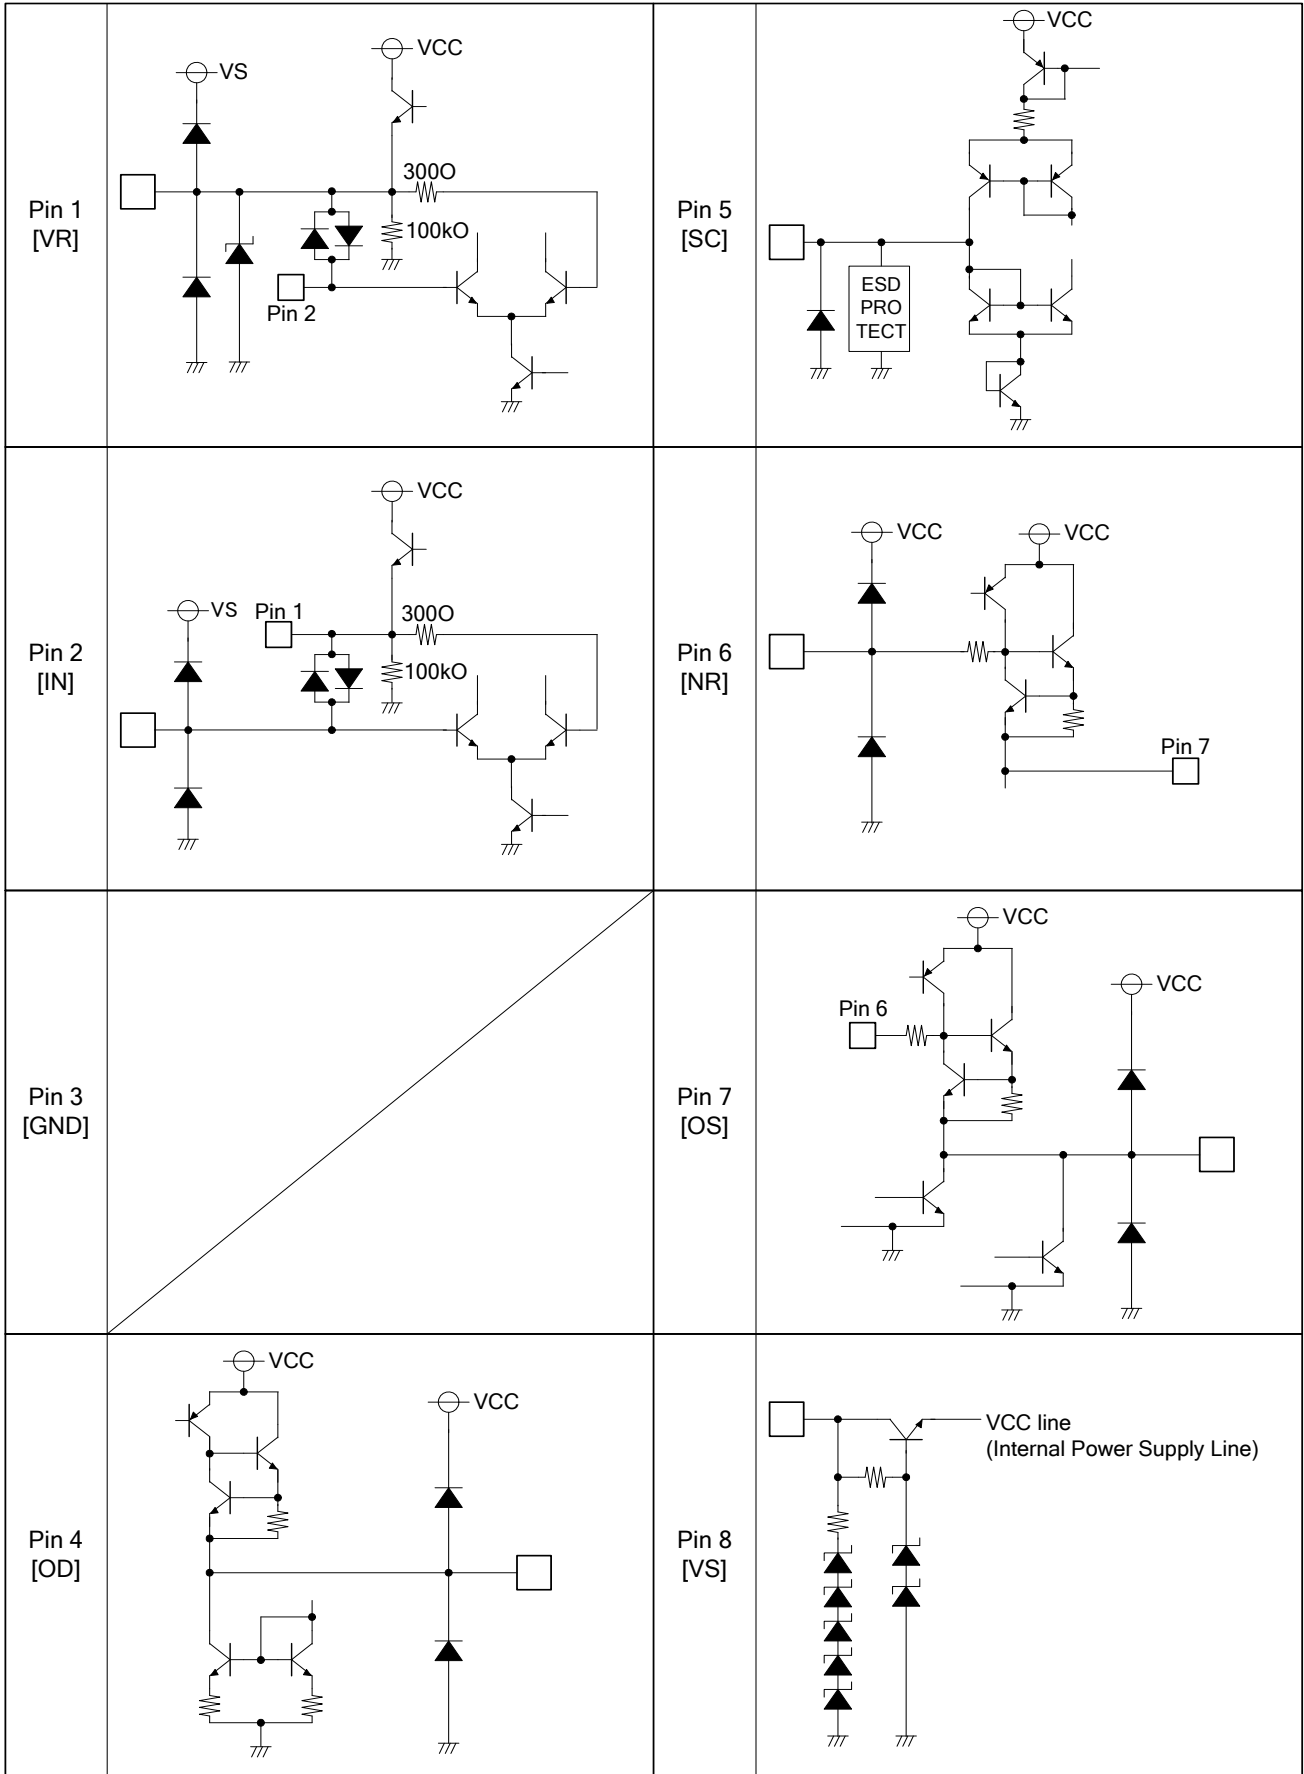 Pin 1
[VR]
VS
VCC
300O
100kO
Pin 2
Pin 5
[SC]
VCC
ESD
PRO
TECT
Pin 2
[IN]
VCC
VS
Pin 1
300O
100kO
Pin 6
[NR]
VCC
VCC
Pin 7
Pin 3
[GND]
Pin 7
[OS]
VCC
VCC
Pin 6
Pin 4
[OD]
VCC
VCC
Pin 8
[VS]
VCC line
(Internal Power Supply Line)